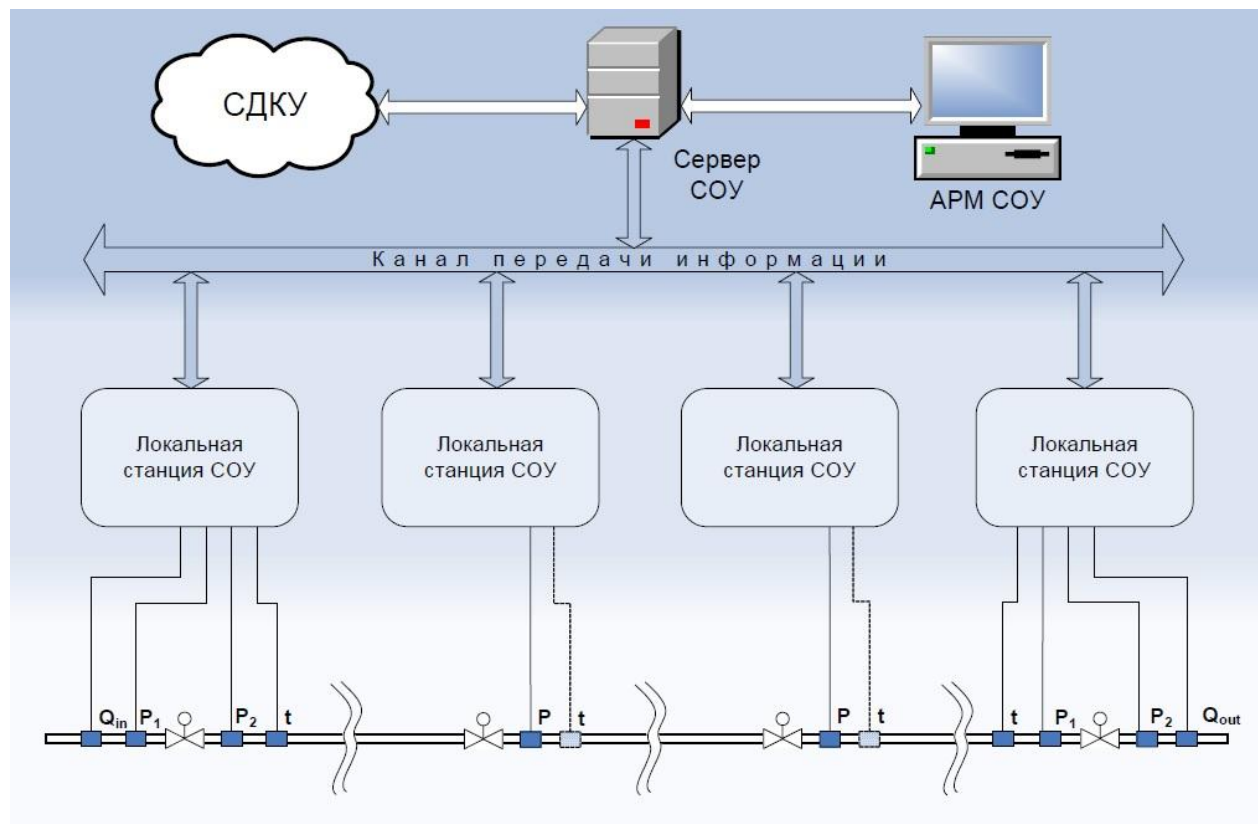 СДКУ
Сервер
СОУ
АРМ СОУ
Канал передачи информации
Локальная
станция СОУ
Локальная
станция СОУ
Локальная
станция СОУ
Локальная
станция СОУ
Qin P1 P2 t
P t
P t
t P1 P2 Qout